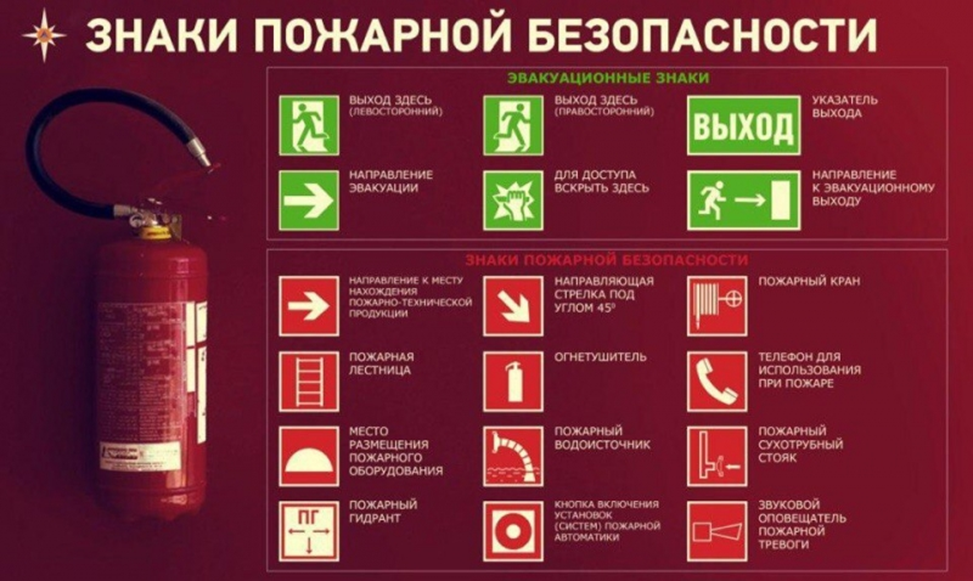 ЗНАКИ ПОЖАРНОЙ БЕЗОПАСНОСТИ
ЭВАКУАЦИОННЫЕ ЗНАКИ
ВЫХОД ЗДЕСЬ
(ЛЕВОСТОРОННИЙ)
ВЫХОД ЗДЕСЬ
(ПРАВОСТОРОННИЙ)
ВЫХОД
УКАЗАТЕЛЬ
ВЫХОДА
НАПРАВЛЕНИЕ
ЭВАКУАЦИИ
ДЛЯ ДОСТУПА
ВСКРЫТЬ ЗДЕСЬ
НАПРАВЛЕНИЕ
К ЭВАКУАЦИОННОМУ
ВЫХОДУ
ЗНАКИ ПОЖАРНОЙ БЕЗОПАСНОСТИ
НАПРАВЛЕНИЕ К МЕСТУ
НАХОЖДЕНИЯ
ПОЖАРНО-ТЕХНИЧЕСКОЙ
ПРОДУКЦИИ
НАПРАВЛЯЮЩАЯ
СТРЕЛКА ПОД
УГЛОМ 45⁰
ПОЖАРНЫЙ КРАН
ПОЖАРНАЯ
ЛЕСТНИЦА
ОГНЕТУШИТЕЛЬ
ТЕЛЕФОН ДЛЯ
ИСПОЛЬЗОВАНИЯ
ПРИ ПОЖАРЕ
МЕСТО
РАЗМЕЩЕНИЯ
ПОЖАРНОГО
ОБОРУДОВАНИЯ
ПОЖАРНЫЙ
ВОДОИСТОЧНИК
ПОЖАРНЫЙ
СУХОТРУБНЫЙ
СТОЯК
ПГ
ПОЖАРНЫЙ
ГИДРАНТ
КНОПКА ВКЛЮЧЕНИЯ
УСТАНОВОК
(СИСТЕМ) ПОЖАРНОЙ
АВТОМАТИКИ
ЗВУКОВОЙ
ОПОВЕЩАТЕЛЬ
ПОЖАРНОЙ
ТРЕВОГИ